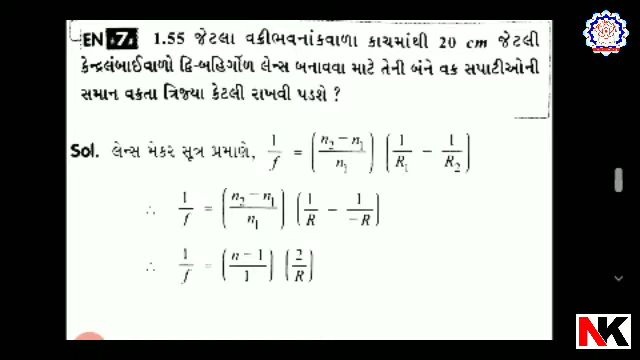 EN 7. 1.55 જેટલા વક્રીભવનાંકવાળા કાચમાંથી 20 cm જેટલી
કેન્દ્રલંબાઈવાળો દ્વિ-બહિર્ગોળ લેન્સ બનાવવા માટે તેની બંને વક્ર સપાટીઓની
સમાન વક્રતા ત્રિજ્યા કેટલી રાખવી પડશે ?
Sol. લેન્સ મેકર સૂત્ર પ્રમાણે, 1/f = ((n₂ – n₁)/n₁) (1/R₁ – 1/R₂)
∴ 1/f = ((n₂ – n₁)/n₁) (1/R – 1/–R)
∴ 1/f = ((n – 1)/1) (2/R)
NK